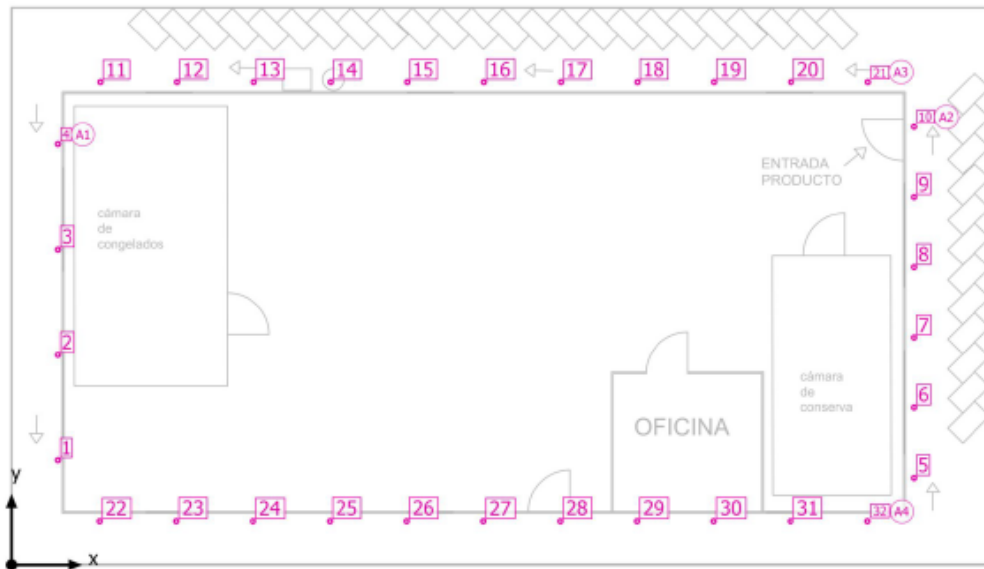 11 12 13 14 15 16 17 18 19 20 21 A3
4 A1
10 A2
ENTRADA
PRODUCTO
9
cámara
de
congelados
3
8
2
7
cámara
de
conserva
6
OFICINA
1
5
y
22 23 24 25 26 27 28 29 30 31 32 A4
x